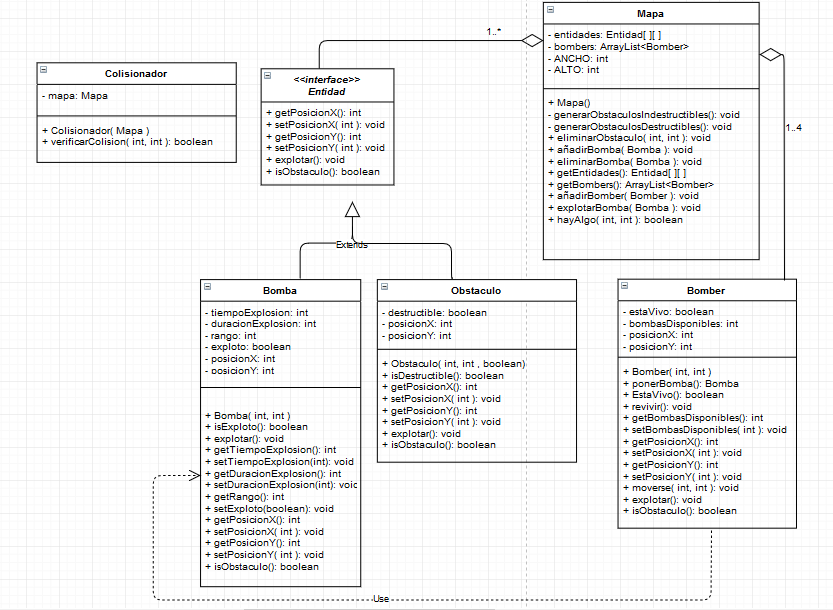 Colisionador
- mapa: Mapa
+ Colisionador( Mapa )
+ verificarColision( int, int ): boolean
<<interface>>
Entidad
+ getPosicionX(): int
+ setPosicionX( int ): void
+ getPosicionY(): int
+ setPosicionY( int ): void
+ explotar(): void
+ isObstaculo(): boolean
1..*
Mapa
- entidades: Entidad[ ][ ]
- bombers: ArrayList<Bomber>
- ANCHO: int
- ALTO: int
+ Mapa()
- generarObstaculosIndestructibles(): void
- generarObstaculosDestructibles(): void
+ eliminarObstaculo( int, int ): void
+ añadirBomba( Bomba ): void
+ eliminarBomba( Bomba ): void
+ getEntidades(): Entidad[ ][ ]
+ getBombers(): ArrayList<Bomber>
+ añadirBomber( Bomber ): void
+ explotarBomba( Bomba ): void
+ hayAlgo( int, int ): boolean
1..4
Extends
Bomba
- tiempoExplosion: int
- duracionExplosion: int
- rango: int
- exploto: boolean
- posicionX: int
- posicionY: int
+ Bomba( int, int )
+ isExploto(): boolean
+ explotar(): void
+ getTiempoExplosion(): int
+ setTiempoExplosion(int): void
+ getDuracionExplosion(): int
+ setDuracionExplosion(int): void
+ getRango(): int
+ setExploto(boolean): void
+ getPosicionX(): int
+ setPosicionX( int ): void
+ getPosicionY(): int
+ setPosicionY( int ): void
+ isObstaculo(): boolean
Obstaculo
- destructible: boolean
- posicionX: int
- posicionY: int
+ Obstaculo( int, int , boolean)
+ isDestructible(): boolean
+ getPosicionX(): int
+ setPosicionX( int ): void
+ getPosicionY(): int
+ setPosicionY( int ): void
+ explotar(): void
+ isObstaculo(): boolean
Bomber
- estaVivo: boolean
- bombasDisponibles: int
- posicionX: int
- posicionY: int
+ Bomber( int, int )
+ ponerBomba(): Bomba
+ EstaVivo(): boolean
+ revivir(): void
+ getBombasDisponibles(): int
+ setBombasDisponibles( int ): void
+ getPosicionX(): int
+ setPosicionX( int ): void
+ getPosicionY(): int
+ setPosicionY( int ): void
+ moverse( int, int ): void
+ explotar(): void
+ isObstaculo(): boolean
Use